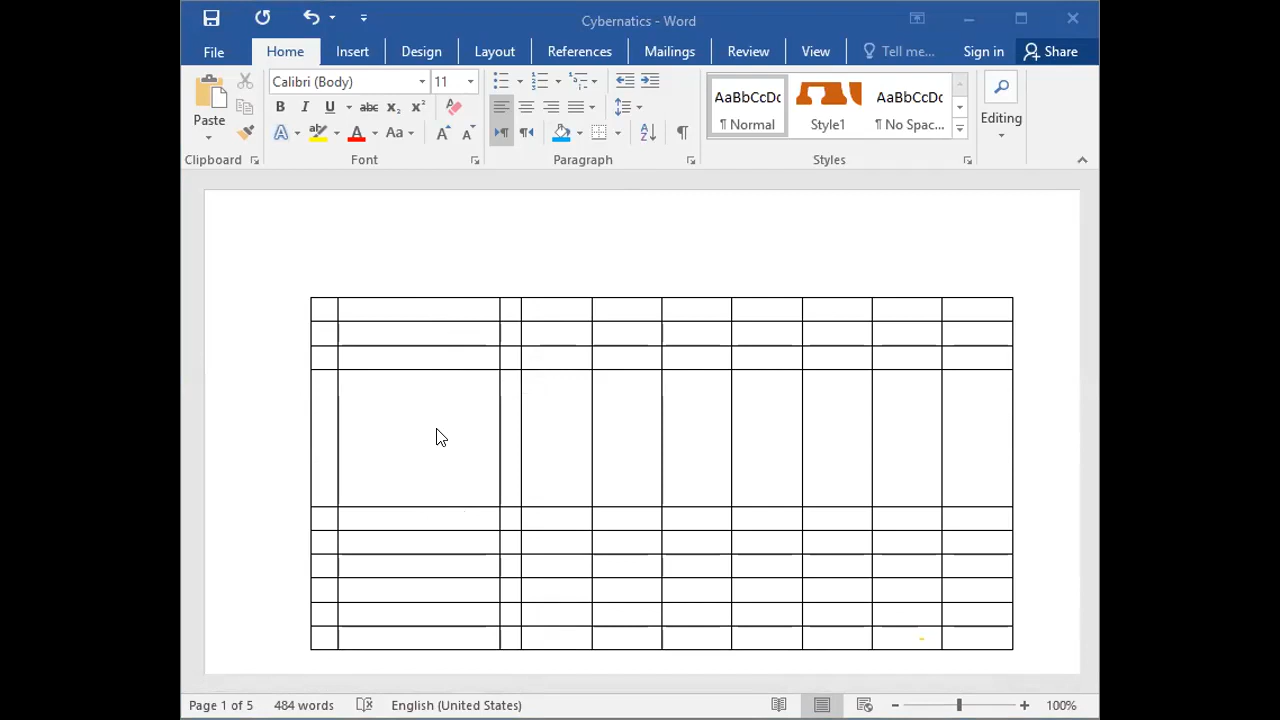 Cybernatics - Word
File Home Insert Design Layout References Mailings Review View Tell me... Sign in Share
Paste
Clipboard
Calibri (Body) 11
B I U abc x₂ x²
A A Aa A A
Font
Paragraph
AaBbCcDc AaBbCcDc
¶ Normal Style1 ¶ No Spac...
Styles
Editing
Page 1 of 5 484 words English (United States) 100%